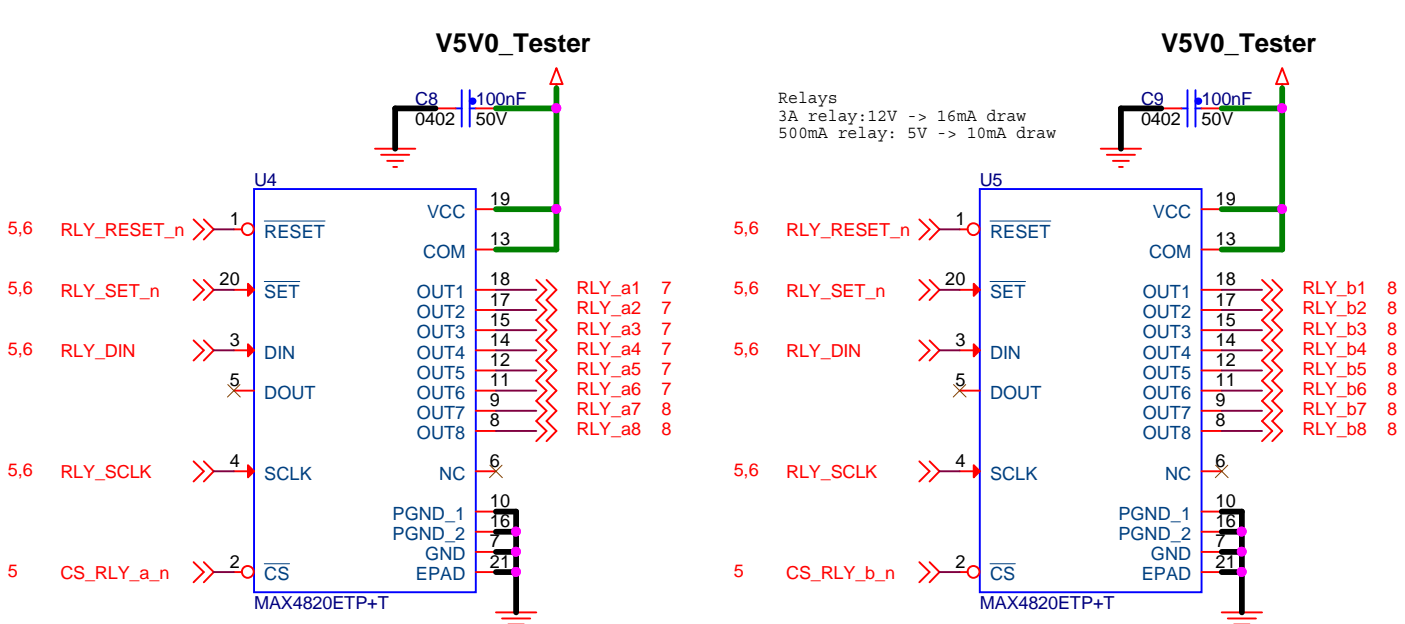 V5V0_Tester
V5V0_Tester
C8
100nF
0402
50V
Relays
3A relay:12V -> 16mA draw
500mA relay: 5V -> 10mA draw
C9
100nF
0402
50V
U4
5,6 RLY_RESET_n 1 RESET
5,6 RLY_SET_n 20 SET
5,6 RLY_DIN 3 DIN
5 DOUT
5,6 RLY_SCLK 4 SCLK
5 CS_RLY_a_n 2 CS
VCC 19
COM 13
OUT1 18 RLY_a1 7
OUT2 17 RLY_a2 7
OUT3 15 RLY_a3 7
OUT4 14 RLY_a4 7
OUT5 12 RLY_a5 7
OUT6 11 RLY_a6 7
OUT7 9 RLY_a7 8
OUT8 8 RLY_a8 8
NC 6
PGND_1 10
PGND_2 16
GND 7
EPAD 21
MAX4820ETP+T
U5
5,6 RLY_RESET_n 1 RESET
5,6 RLY_SET_n 20 SET
5,6 RLY_DIN 3 DIN
5 DOUT
5,6 RLY_SCLK 4 SCLK
5 CS_RLY_b_n 2 CS
VCC 19
COM 13
OUT1 18 RLY_b1 8
OUT2 17 RLY_b2 8
OUT3 15 RLY_b3 8
OUT4 14 RLY_b4 8
OUT5 12 RLY_b5 8
OUT6 11 RLY_b6 8
OUT7 9 RLY_b7 8
OUT8 8 RLY_b8 8
NC 6
PGND_1 10
PGND_2 16
GND 7
EPAD 21
MAX4820ETP+T